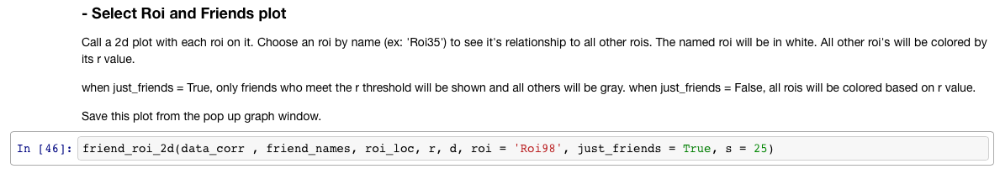 - Select Roi and Friends plot
Call a 2d plot with each roi on it. Choose an roi by name (ex: 'Roi35') to see it's relationship to all other rois. The named roi will be in white. All other roi's will be colored by
its r value.
when just_friends = True, only friends who meet the r threshold will be shown and all others will be gray. when just_friends = False, all rois will be colored based on r value.
Save this plot from the pop up graph window.
In [46]: friend_roi_2d(data_corr , friend_names, roi_loc, r, d, roi = 'Roi98', just_friends = True, s = 25)